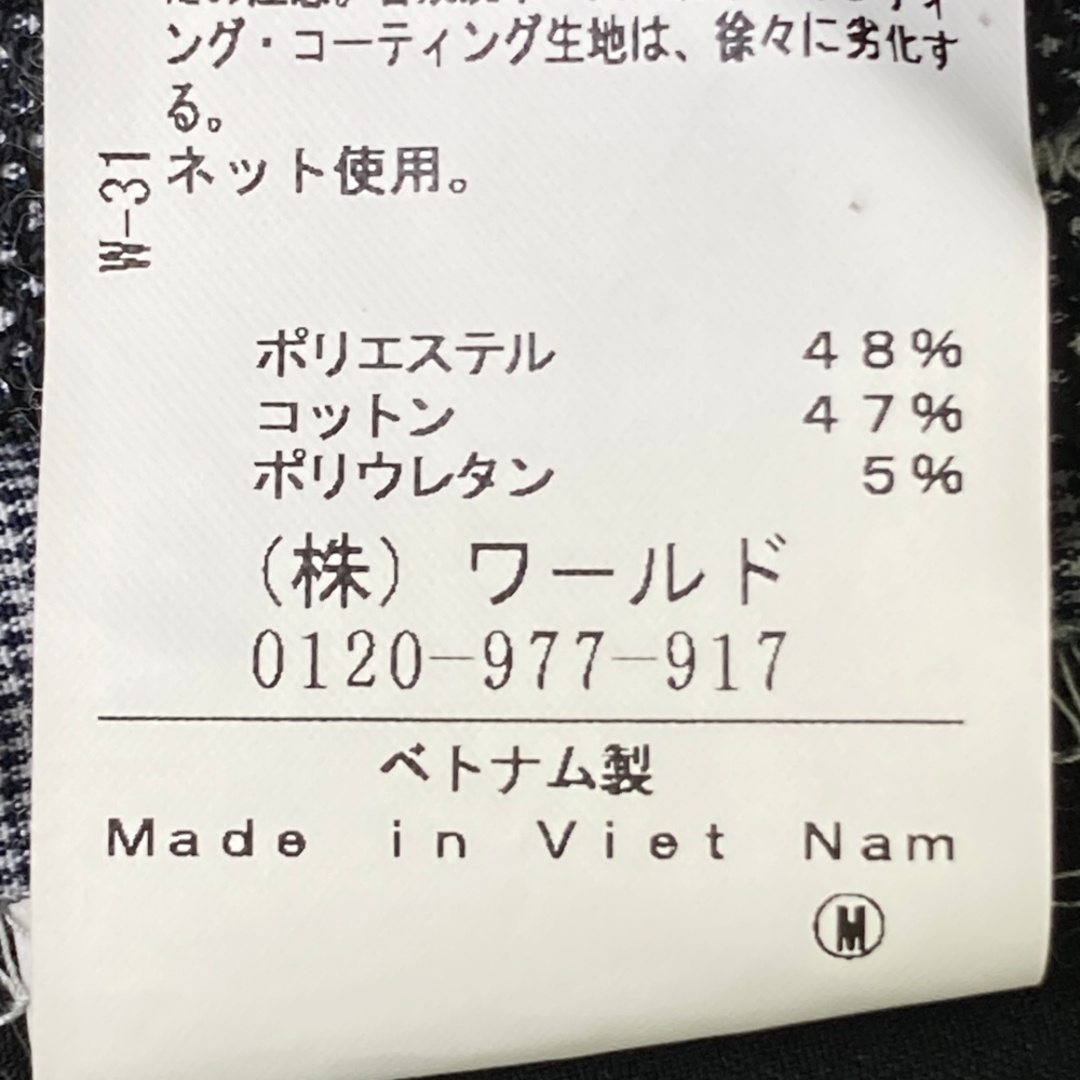 ング・コーティング生地は、徐々に劣化す
る。
ネット使用。
W-31
ポリエステル 48%
コットン 47%
ポリウレタン 5%
(株) ワールド
0120-977-917
ベトナム製
Made in Viet Nam
M